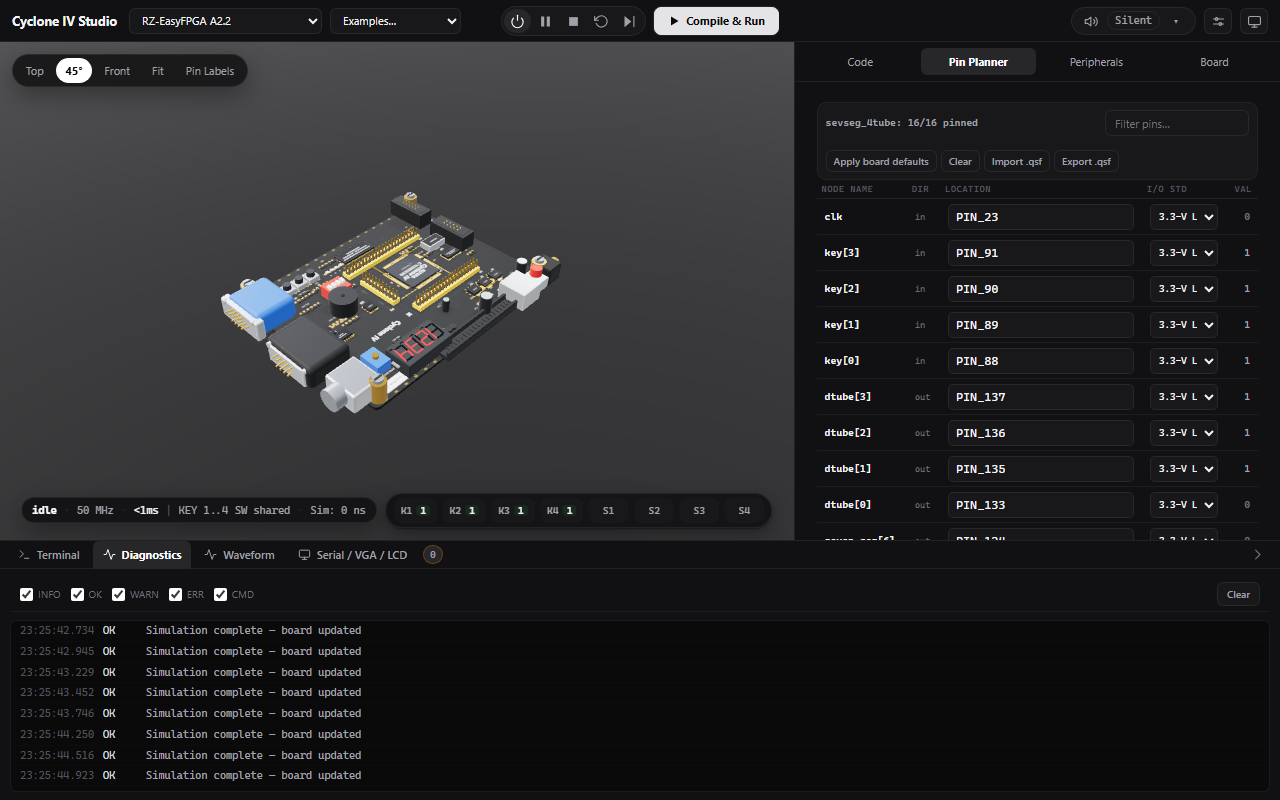 Cyclone IV Studio
RZ-EasyFPGA A2.2
Examples...
Compile & Run
Silent
Top 45° Front Fit Pin Labels
Code Pin Planner Peripherals Board
sevseg_4tube: 16/16 pinned
Filter pins...
Apply board defaults Clear Import .qsf Export .qsf
NODE NAME DIR LOCATION I/O STD VAL
clk in PIN_23 3.3-V L 0
key[3] in PIN_91 3.3-V L 1
key[2] in PIN_90 3.3-V L 1
key[1] in PIN_89 3.3-V L 1
key[0] in PIN_88 3.3-V L 1
dtube[3] out PIN_137 3.3-V L 1
dtube[2] out PIN_136 3.3-V L 1
dtube[1] out PIN_135 3.3-V L 1
dtube[0] out PIN_133 3.3-V L 0
Cyclone IV
idle · 50 MHz · <1ms | KEY 1..4 SW shared · Sim: 0 ns
K1 1 K2 1 K3 1 K4 1 S1 S2 S3 S4
Terminal Diagnostics Waveform Serial / VGA / LCD 0
INFO OK WARN ERR CMD
Clear
23:25:42.734 OK Simulation complete — board updated
23:25:42.945 OK Simulation complete — board updated
23:25:43.229 OK Simulation complete — board updated
23:25:43.452 OK Simulation complete — board updated
23:25:43.746 OK Simulation complete — board updated
23:25:44.250 OK Simulation complete — board updated
23:25:44.516 OK Simulation complete — board updated
23:25:44.923 OK Simulation complete — board updated